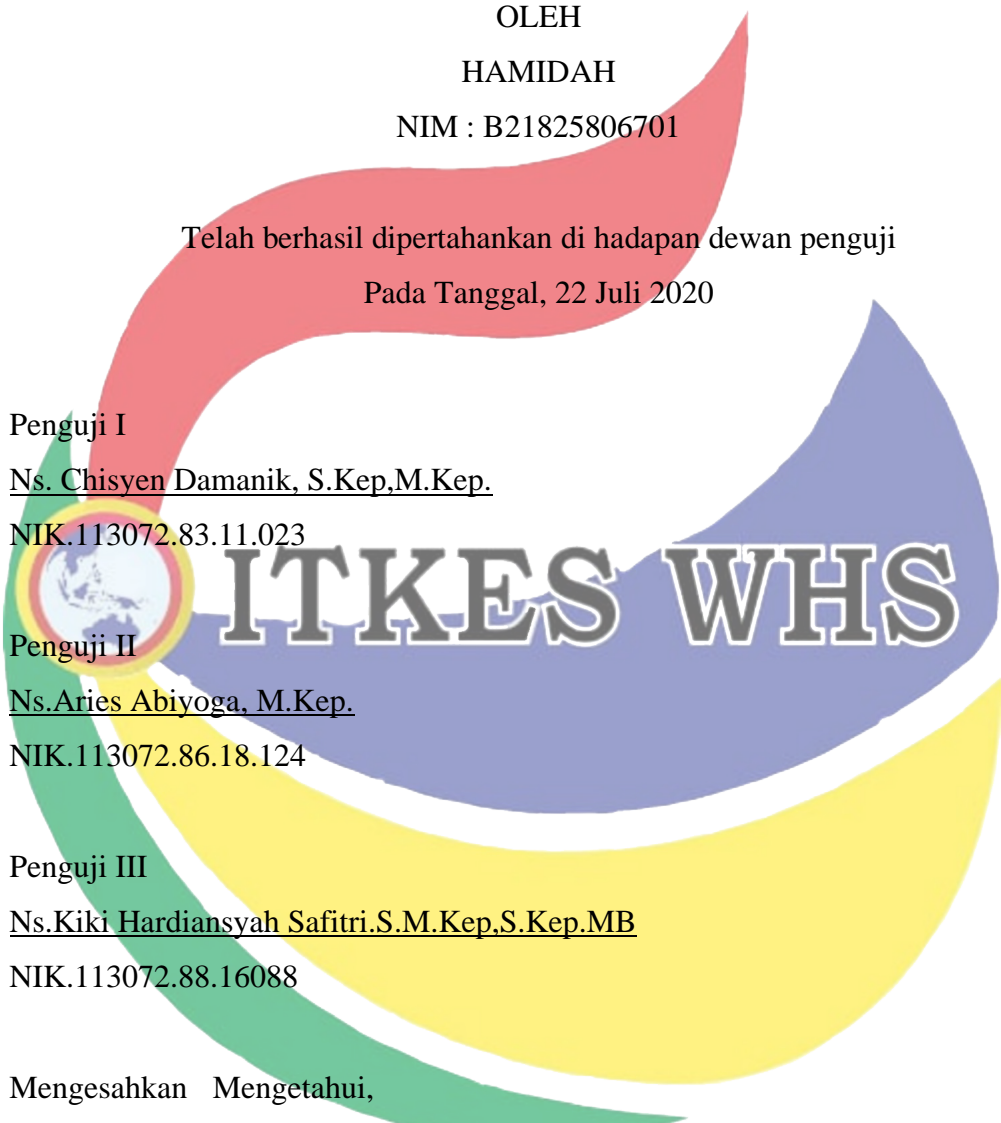 OLEH
HAMIDAH
NIM : B21825806701
Telah berhasil dipertahankan di hadapan dewan penguji
Pada Tanggal, 22 Juli 2020
Penguji I
Ns. Chisyen Damanik, S.Kep,M.Kep.
NIK.113072.83.11.023
ITKES WHS
Penguji II
Ns.Aries Abiyoga, M.Kep.
NIK.113072.86.18.124
Penguji III
Ns.Kiki Hardiansyah Safitri.S.M.Kep,S.Kep.MB
NIK.113072.88.16088
Mengesahkan Mengetahui,